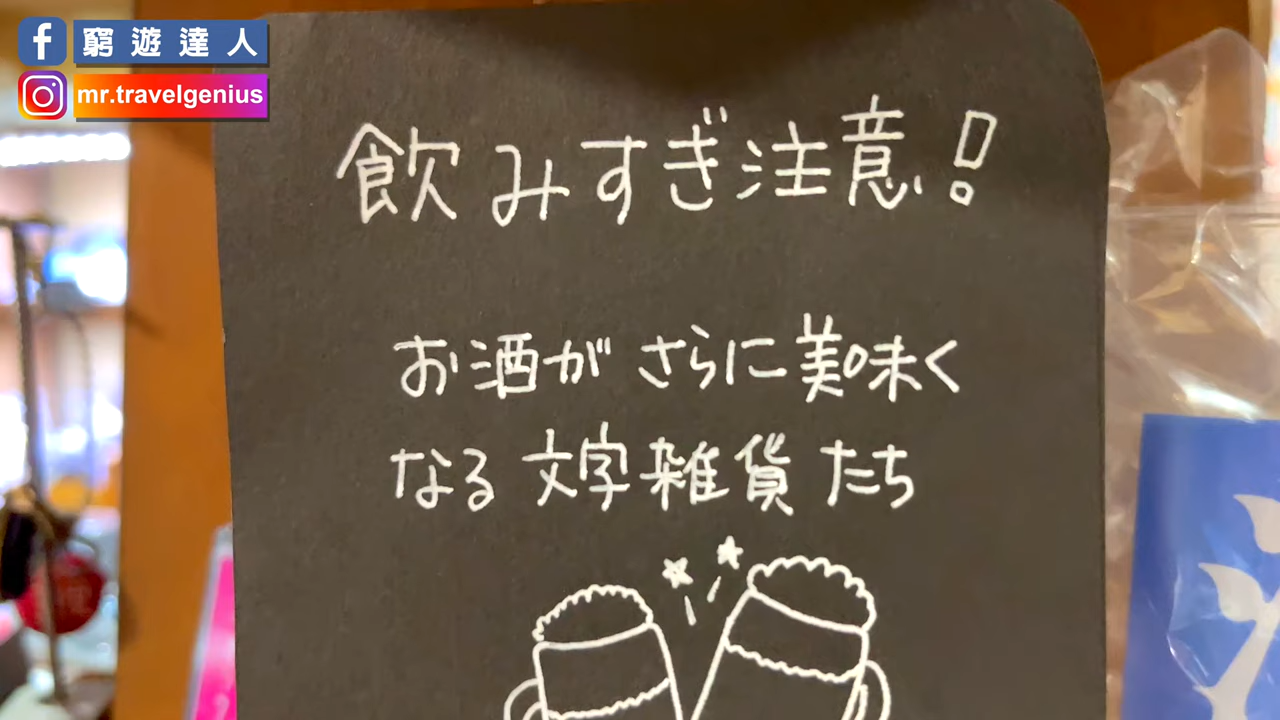 窮遊達人
mr.travelgenius
飲みすぎ注意!
お酒がさらに美味く
なる文字雑貨たち